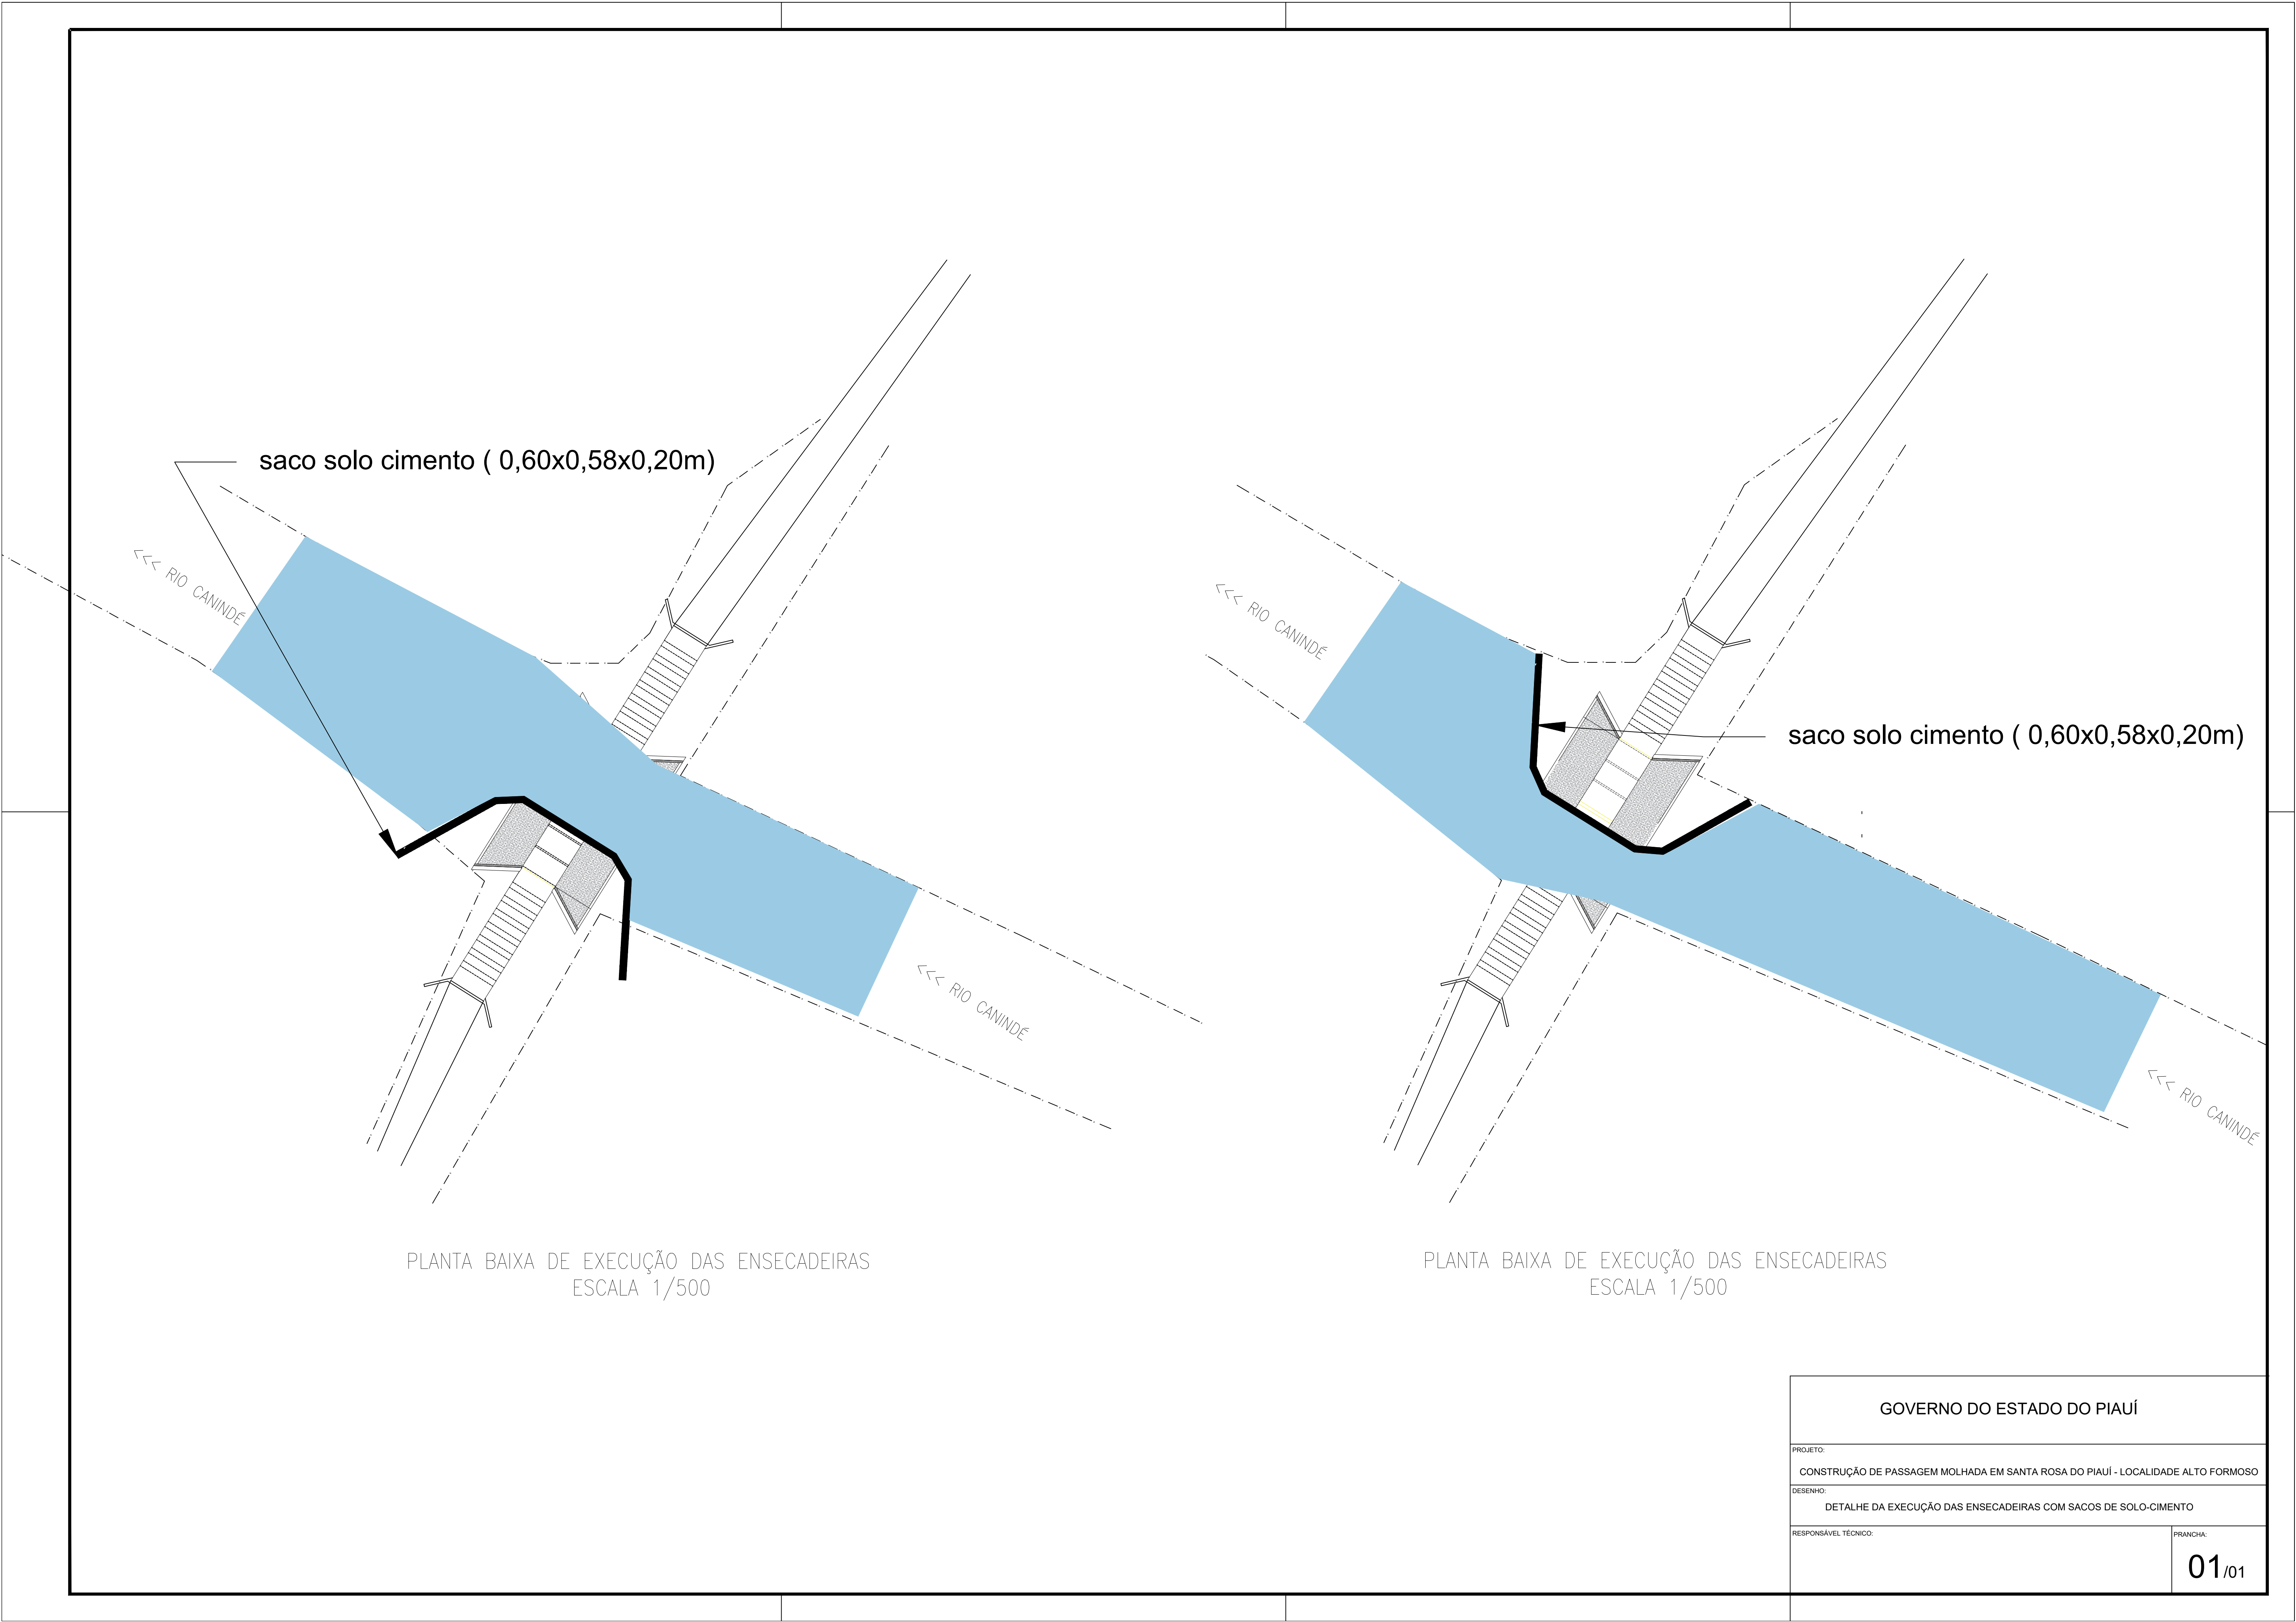 saco solo cimento ( 0,60x0,58x0,20m)
<<< RIO CANINDÉ
<<< RIO CANINDÉ
PLANTA BAIXA DE EXECUÇÃO DAS ENSECADEIRAS
ESCALA 1/500
<<< RIO CANINDÉ
saco solo cimento ( 0,60x0,58x0,20m)
<<< RIO CANINDÉ
PLANTA BAIXA DE EXECUÇÃO DAS ENSECADEIRAS
ESCALA 1/500
GOVERNO DO ESTADO DO PIAUÍ
PROJETO:
CONSTRUÇÃO DE PASSAGEM MOLHADA EM SANTA ROSA DO PIAUÍ - LOCALIDADE ALTO FORMOSO
DESENHO:
DETALHE DA EXECUÇÃO DAS ENSECADEIRAS COM SACOS DE SOLO-CIMENTO
RESPONSÁVEL TÉCNICO:
PRANCHA:
01/01